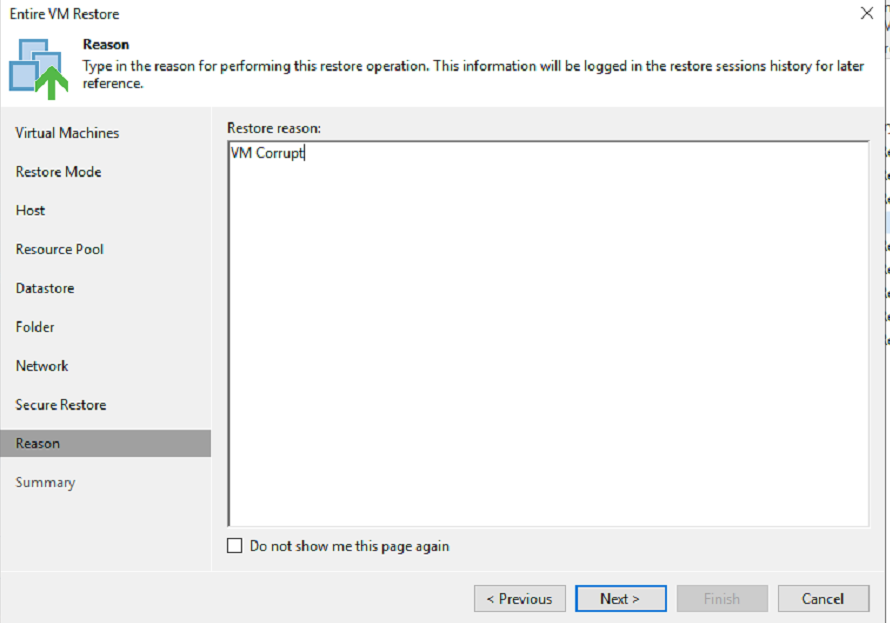 Entire VM Restore
Reason
Type in the reason for performing this restore operation. This information will be logged in the restore sessions history for later
reference.
Virtual Machines
Restore Mode
Host
Resource Pool
Datastore
Folder
Network
Secure Restore
Reason
Summary
Restore reason:
VM Corrupt
Do not show me this page again
< Previous
Next >
Finish
Cancel